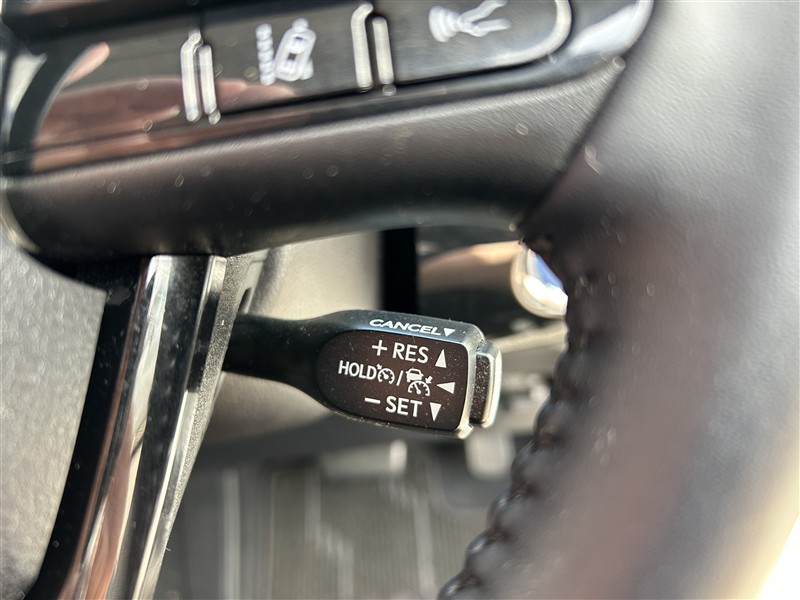 CANCEL▼
+ RES ▲
HOLD / ◀
− SET ▼